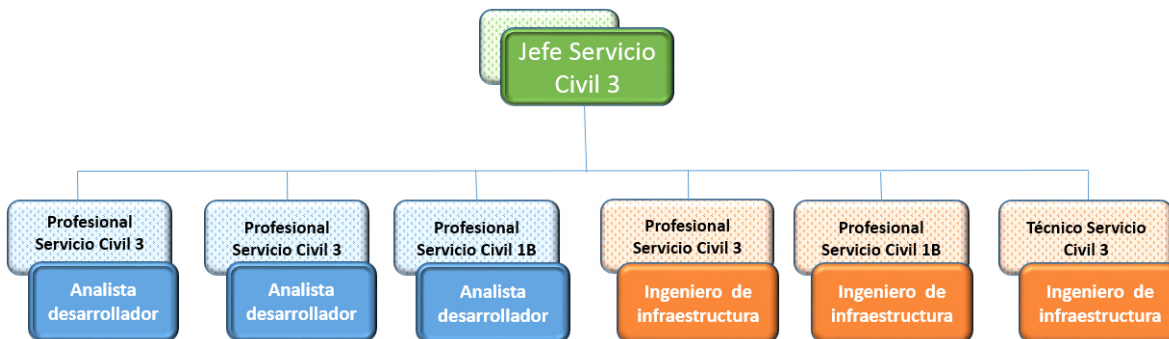 Jefe Servicio
Civil 3
Profesional
Servicio Civil 3
Analista
desarrollador
Profesional
Servicio Civil 3
Analista
desarrollador
Profesional
Servicio Civil 1B
Analista
desarrollador
Profesional
Servicio Civil 3
Ingeniero de
infraestructura
Profesional
Servicio Civil 1B
Ingeniero de
infraestructura
Técnico Servicio
Civil 3
Ingeniero de
infraestructura